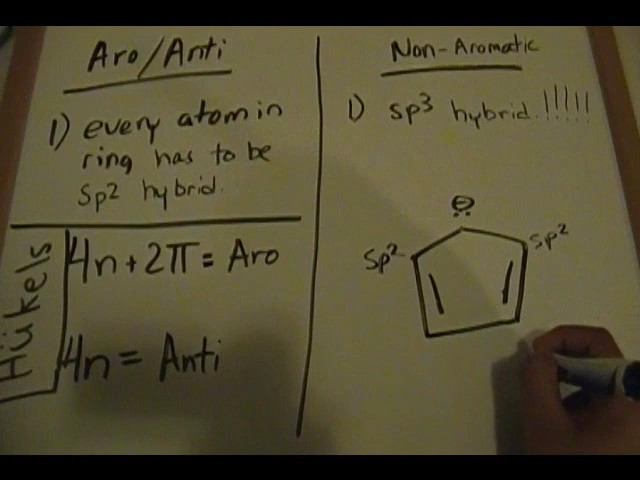 Aro/Anti
1) every atom in
ring has to be
Sp2 hybrid.
Hükels
4n+2π = Aro
4n = Anti
Non-Aromatic
1) sp3 hybrid.!!!!!
⊖
Sp2
Sp2